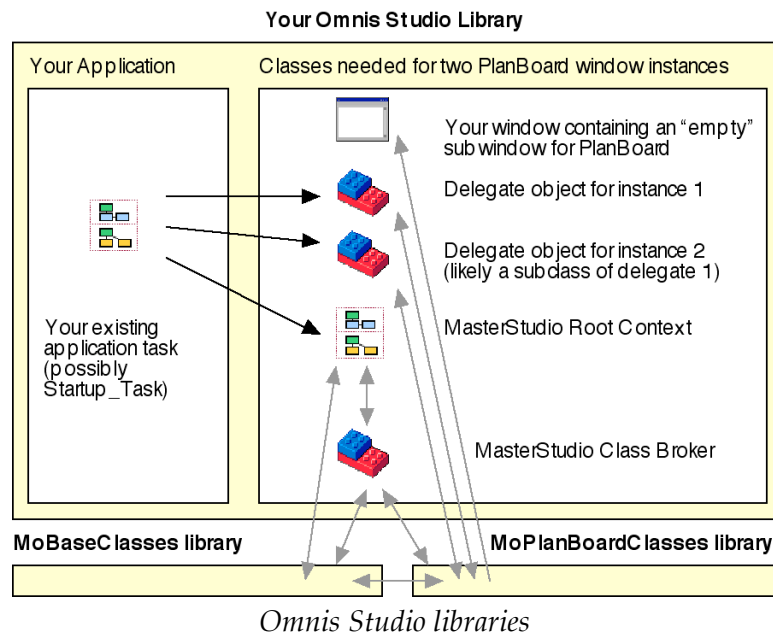 Your Omnis Studio Library
Your Application
Classes needed for two PlanBoard window instances
Your window containing an “empty”
subwindow for PlanBoard
Delegate object for instance 1
Delegate object for instance 2
(likely a subclass of delegate 1)
MasterStudio Root Context
Your existing
application task
(possibly
Startup_Task)
MasterStudio Class Broker
MoBaseClasses library
MoPlanBoardClasses library
Omnis Studio libraries